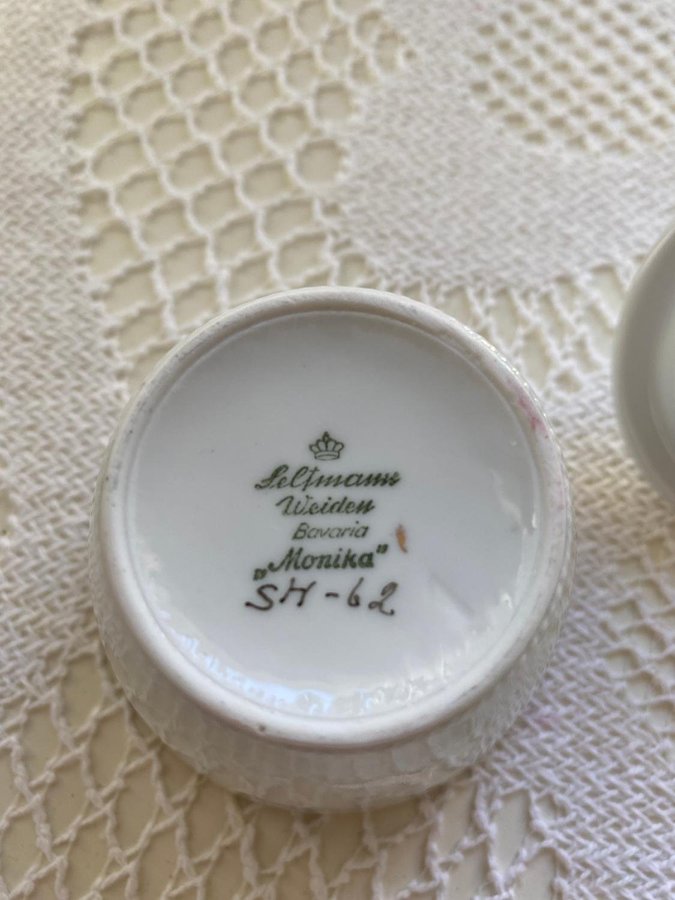 Seltmann
Weiden
Bavaria
„Monika"
SH-62